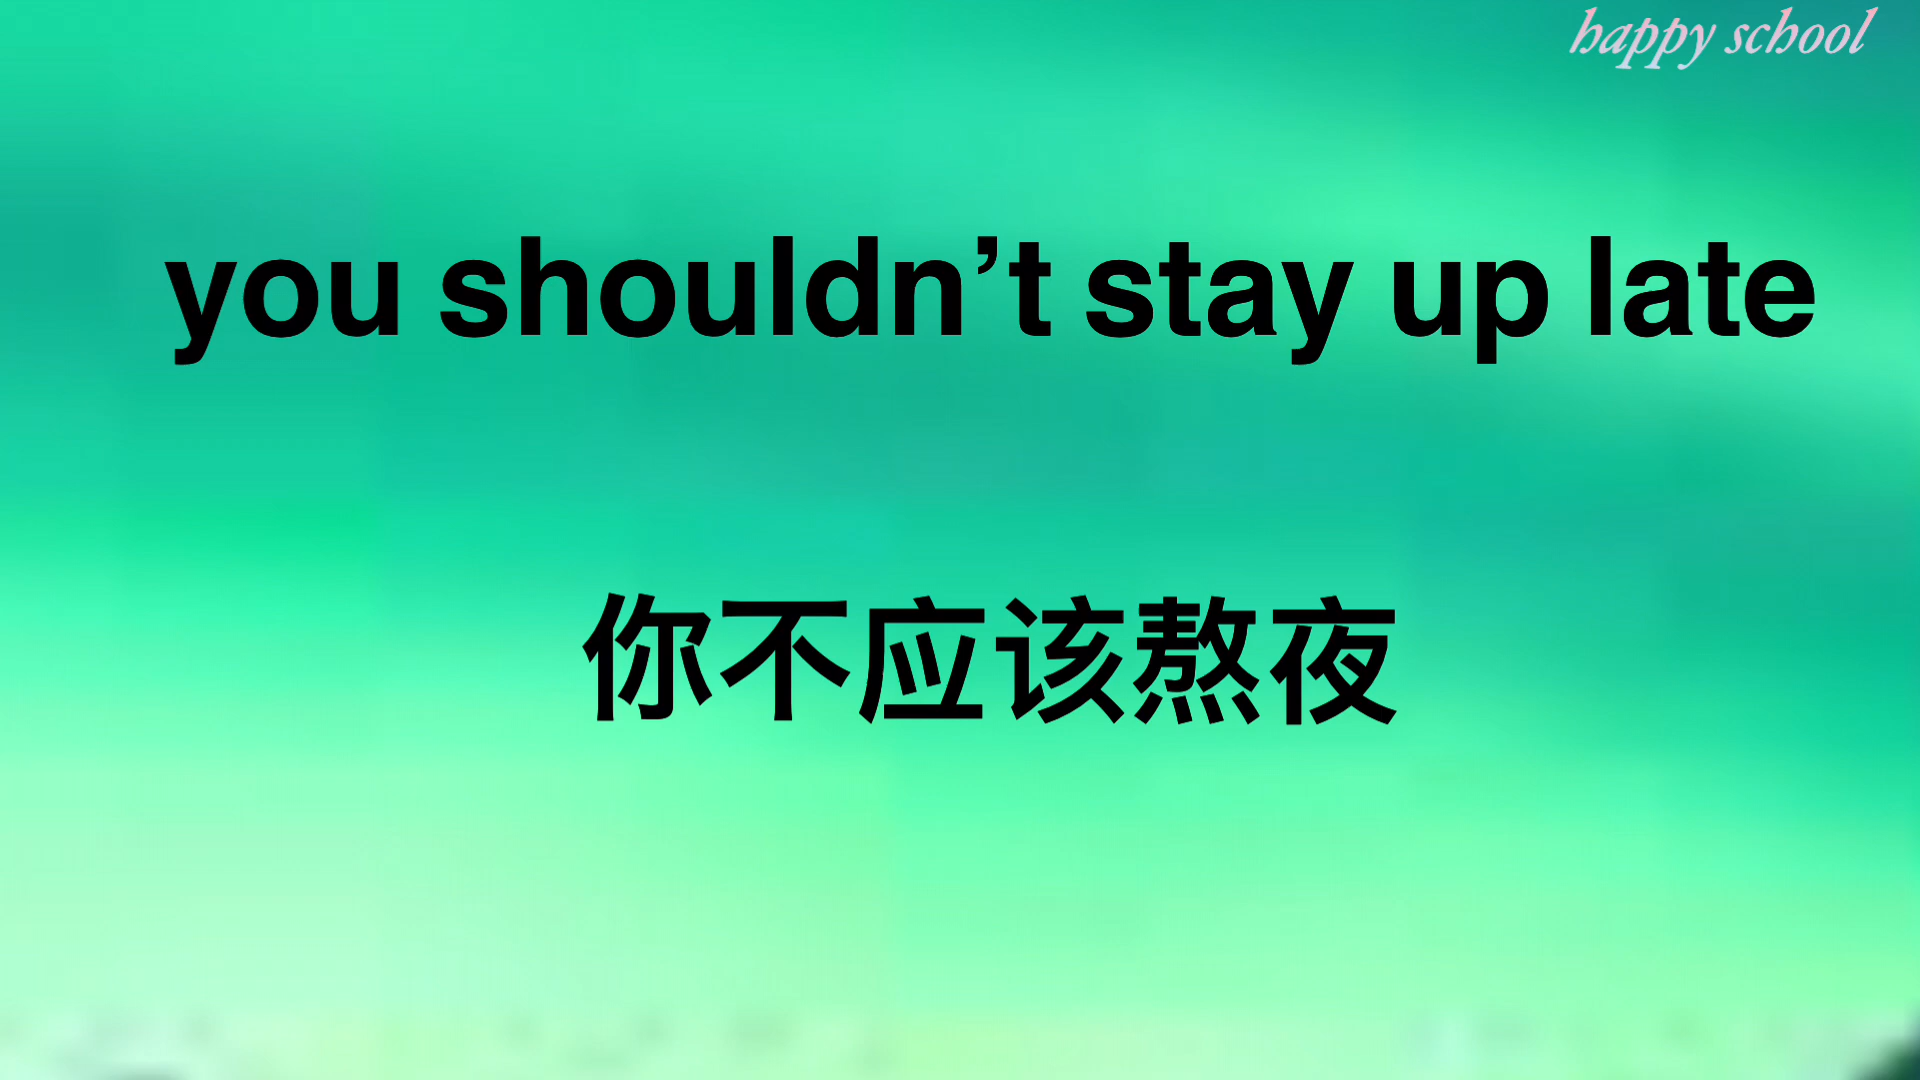 happy school
you shouldn’t stay up late
你不应该熬夜